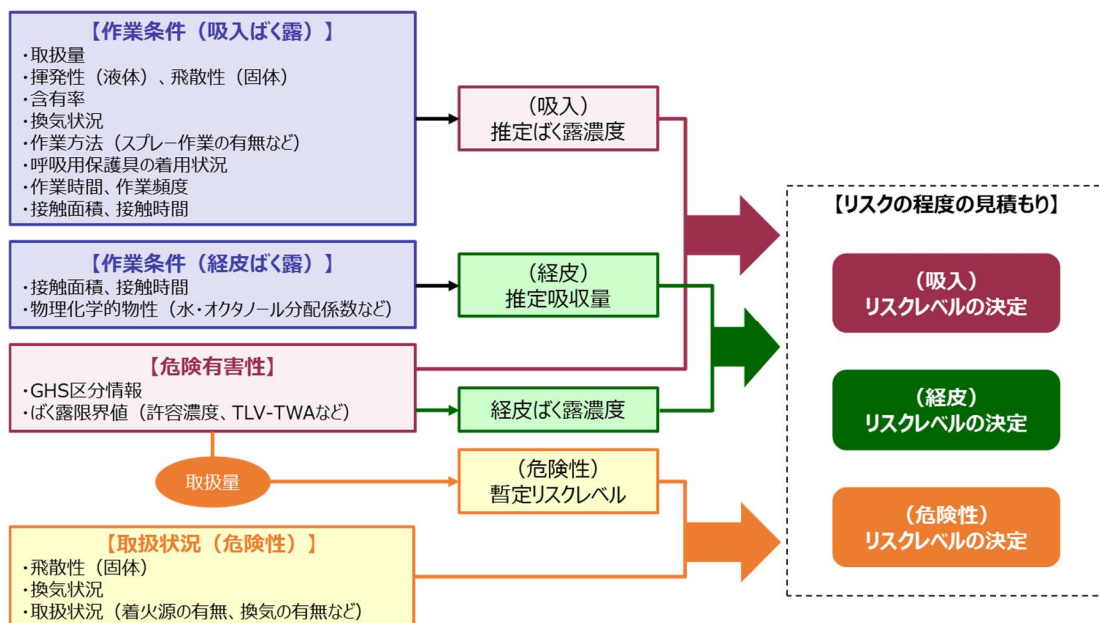 【作業条件（吸入ばく露）】
・取扱量
・揮発性（液体）、飛散性（固体）
・含有率
・換気状況
・作業方法（スプレー作業の有無など）
・呼吸用保護具の着用状況
・作業時間、作業頻度
・接触面積、接触時間
（吸入）
推定ばく露濃度
【作業条件（経皮ばく露）】
・接触面積、接触時間
・物理化学的物性（水・オクタノール分配係数など）
（経皮）
推定吸収量
【危険有害性】
・GHS区分情報
・ばく露限界値（許容濃度、TLV-TWAなど）
経皮ばく露濃度
取扱量
（危険性）
暫定リスクレベル
【取扱状況（危険性）】
・飛散性（固体）
・換気状況
・取扱状況（着火源の有無、換気の有無など）
【リスクの程度の見積もり】
（吸入）
リスクレベルの決定
（経皮）
リスクレベルの決定
（危険性）
リスクレベルの決定